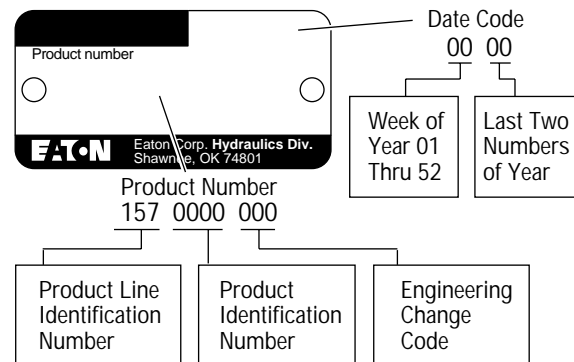 Date Code
00 00
Product number
Week of
Year 01
Thru 52
Last Two
Numbers
of Year
EATON Eaton Corp. Hydraulics Div.
Shawnee, OK 74801
Product Number
157 0000 000
Product Line
Identification
Number
Product
Identification
Number
Engineering
Change
Code